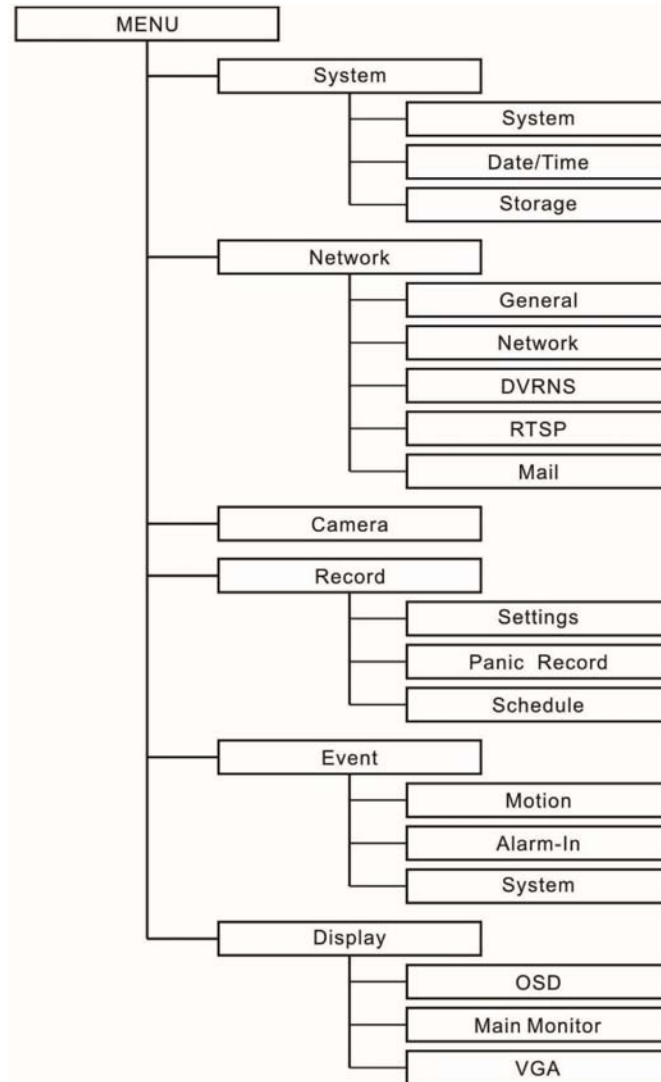 MENU
System
System
Date/Time
Storage
Network
General
Network
DVRNS
RTSP
Mail
Camera
Record
Settings
Panic Record
Schedule
Event
Motion
Alarm-In
System
Display
OSD
Main Monitor
VGA